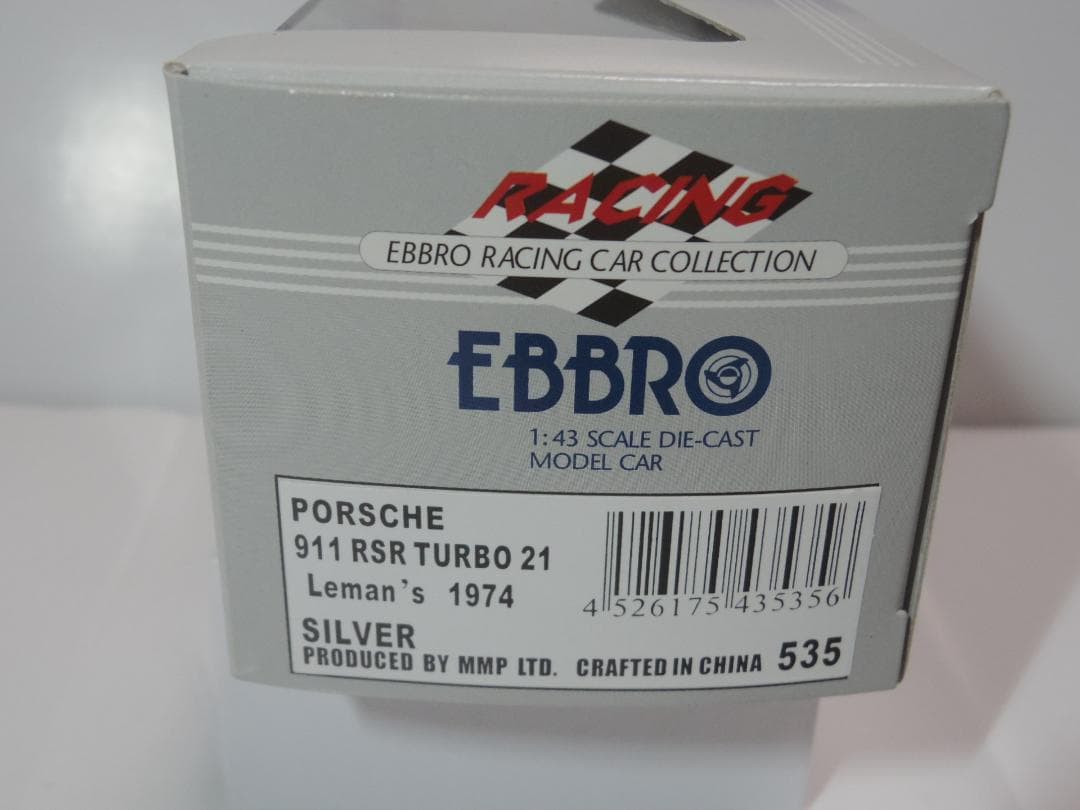 RACING
EBBRO RACING CAR COLLECTION
EBBRO
1:43 SCALE DIE-CAST
MODEL CAR
PORSCHE
911 RSR TURBO 21
Leman's 1974
SILVER
PRODUCED BY MMP LTD. CRAFTED IN CHINA 535
4 526175 435356